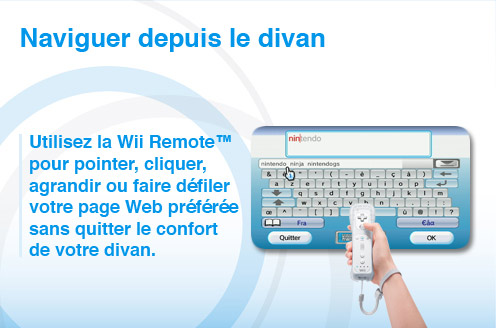 Naviguer depuis le divan
Utilisez la Wii Remote™
pour pointer, cliquer,
agrandir ou faire défiler
votre page Web préférée
sans quitter le confort
de votre divan.
nintendo
nintendo ninja nintendogs
a z e r t y u i o p
Fra
€åo
Quitter
OK